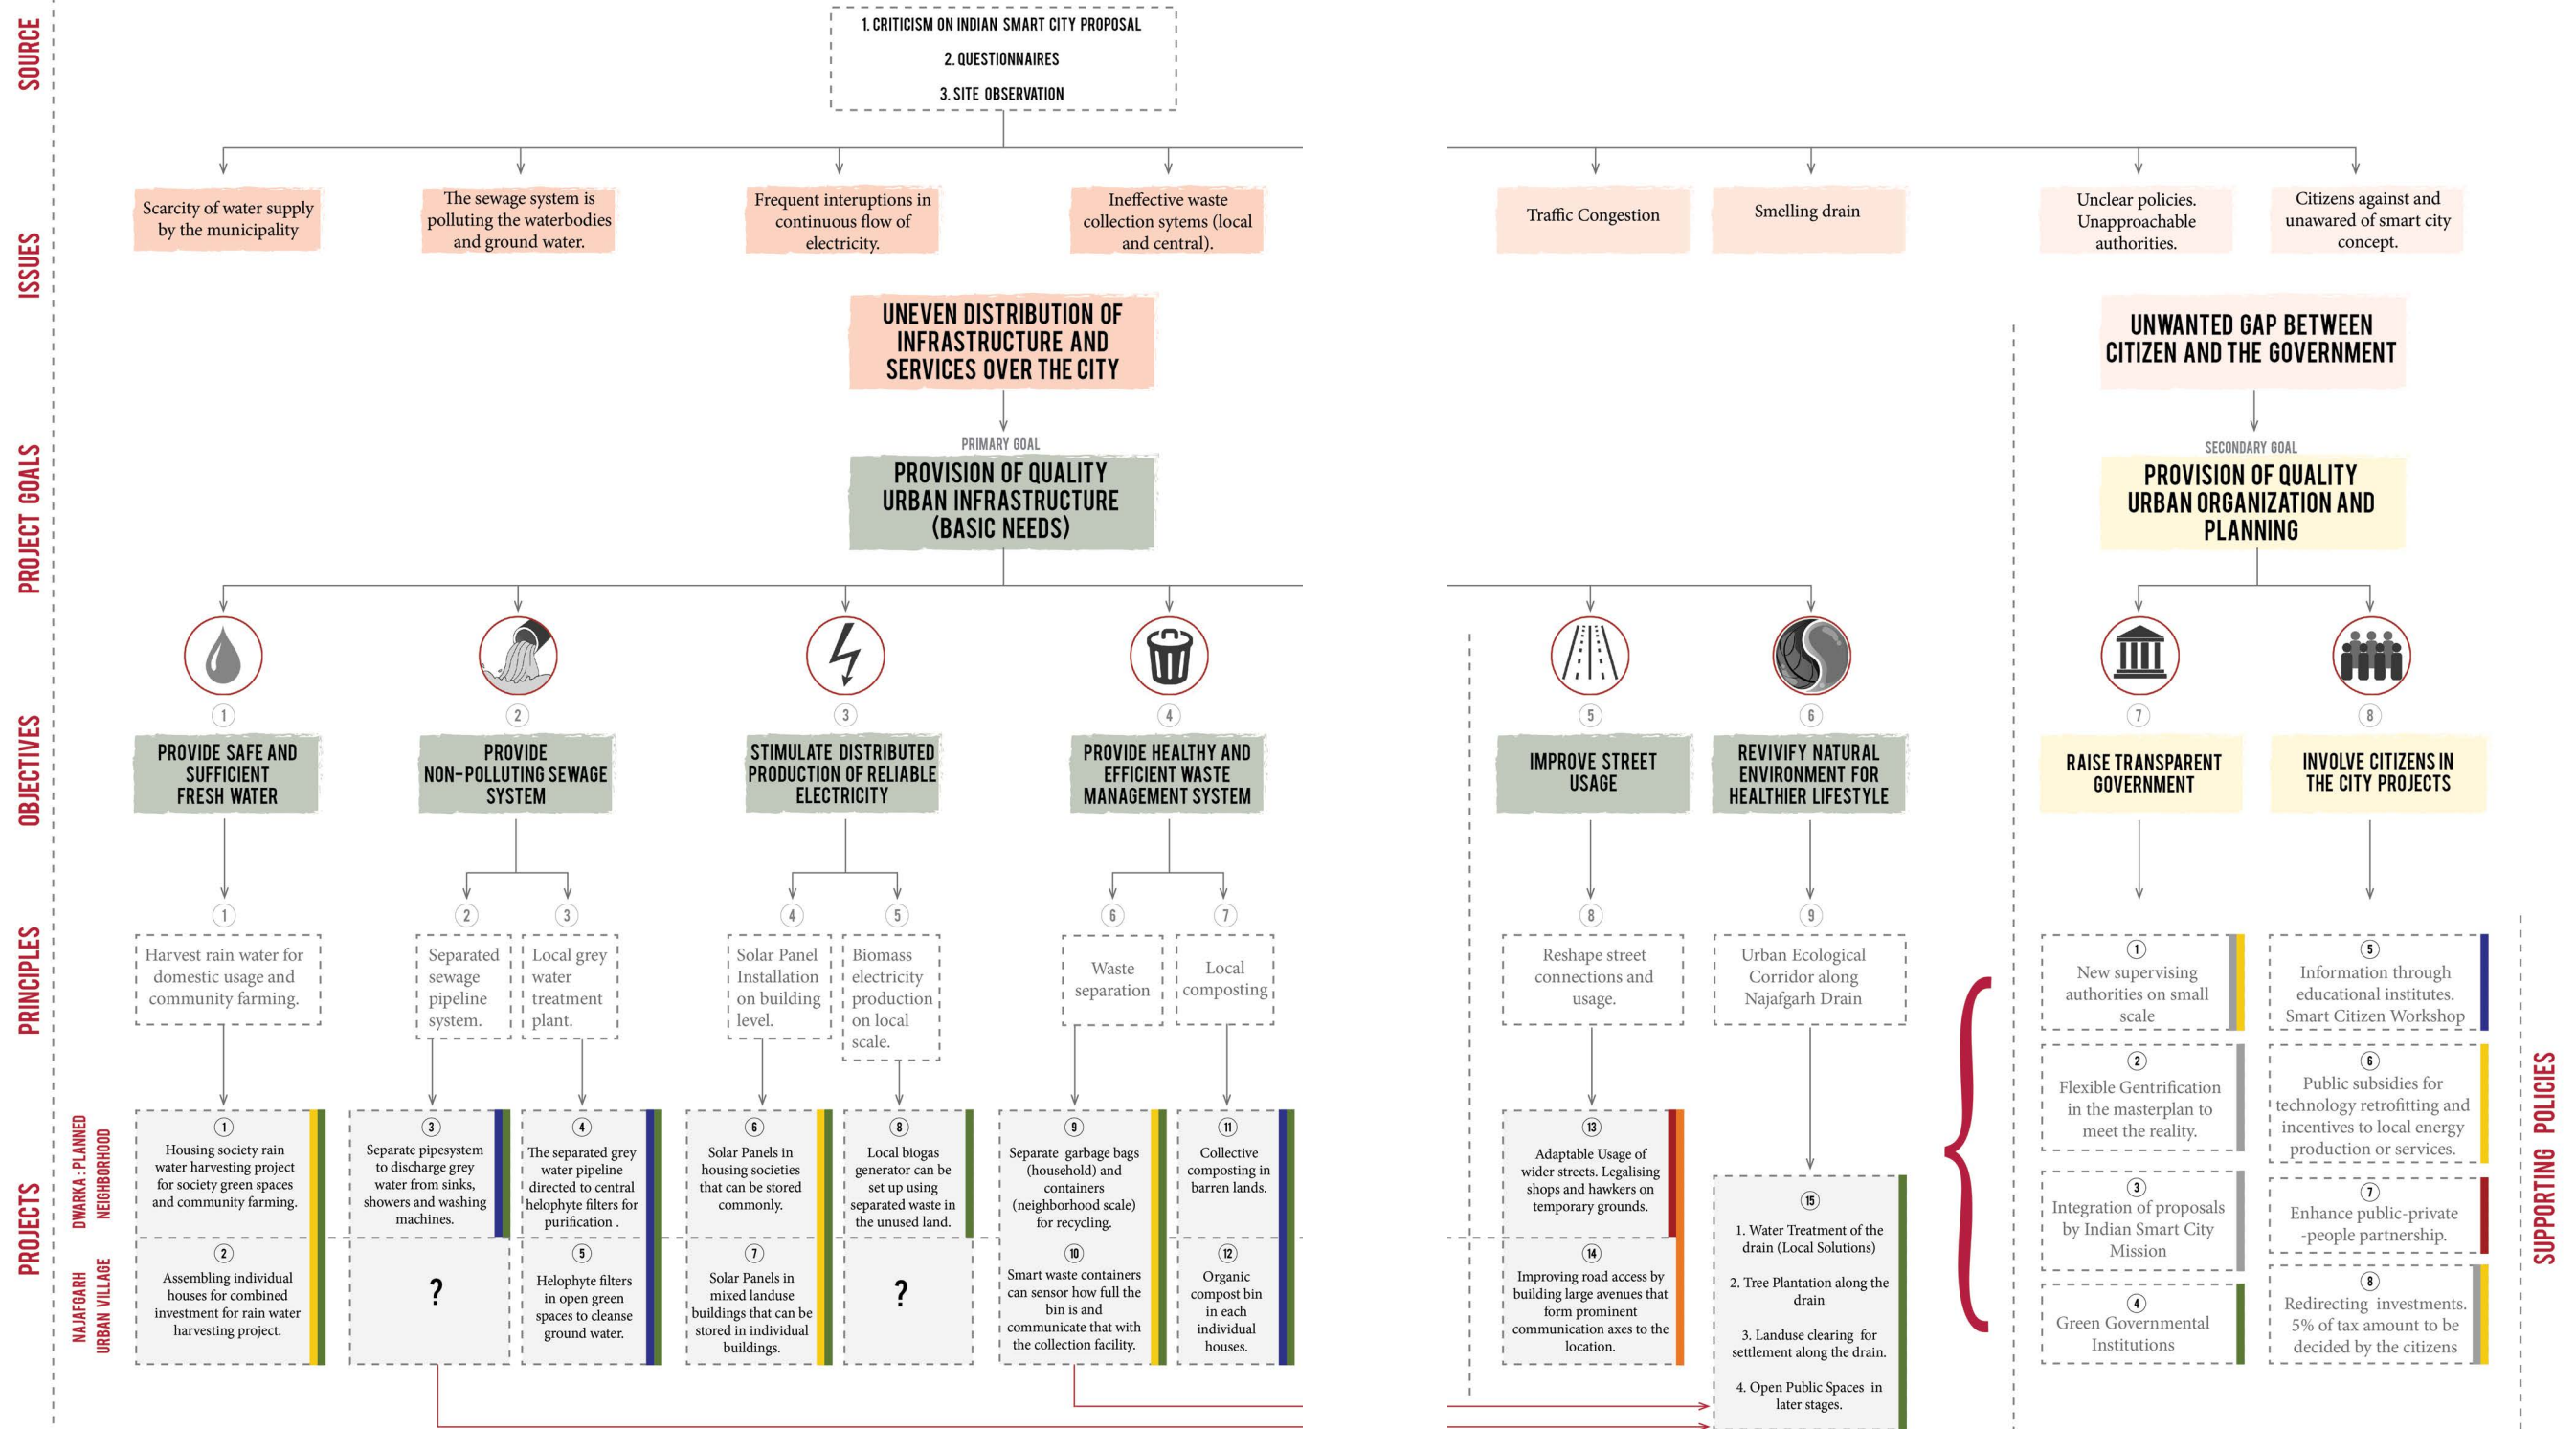 SOURCE
1. CRITICISM ON INDIAN SMART CITY PROPOSAL
2. QUESTIONNAIRES
3. SITE OBSERVATION
ISSUES
Scarcity of water supply
by the municipality
The sewage system is
polluting the waterbodies
and ground water.
Frequent interuptions in
continuous flow of
electricity.
Ineffective waste
collection sytems (local
and central).
Traffic Congestion
Smelling drain
Unclear policies.
Unapproachable
authorities.
Citizens against and
unawared of smart city
concept.
UNEVEN DISTRIBUTION OF
INFRASTRUCTURE AND
SERVICES OVER THE CITY
UNWANTED GAP BETWEEN
CITIZEN AND THE GOVERNMENT
PROJECT GOALS
PRIMARY GOAL
PROVISION OF QUALITY
URBAN INFRASTRUCTURE
(BASIC NEEDS)
SECONDARY GOAL
PROVISION OF QUALITY
URBAN ORGANIZATION AND
PLANNING
OBJECTIVES
1
PROVIDE SAFE AND
SUFFICIENT
FRESH WATER
2
PROVIDE
NON-POLLUTING SEWAGE
SYSTEM
3
STIMULATE DISTRIBUTED
PRODUCTION OF RELIABLE
ELECTRICITY
4
PROVIDE HEALTHY AND
EFFICIENT WASTE
MANAGEMENT SYSTEM
5
IMPROVE STREET
USAGE
6
REVIVIFY NATURAL
ENVIRONMENT FOR
HEALTHIER LIFESTYLE
7
RAISE TRANSPARENT
GOVERNMENT
8
INVOLVE CITIZENS IN
THE CITY PROJECTS
PRINCIPLES
1
Harvest rain water for
domestic usage and
community farming.
2
Separated
sewage
pipeline
system.
3
Local grey
water
treatment
plant.
4
Solar Panel
Installation
on building
level.
5
Biomass
electricity
production
on local
scale.
6
Waste
separation
7
Local
composting
8
Reshape street
connections and
usage.
9
Urban Ecological
Corridor along
Najafgarh Drain
PROJECTS
DWARKA : PLANNED
NEIGHBORHOOD
1
Housing society rain
water harvesting project
for society green spaces
and community farming.
3
Separate pipesystem
to discharge grey
water from sinks,
showers and washing
machines.
4
The separated grey
water pipeline
directed to central
helophyte filters for
purification .
6
Solar Panels in
housing societies
that can be stored
commonly.
8
Local biogas
generator can be
set up using
separated waste in
the unused land.
9
Separate garbage bags
(household) and
containers
(neighborhood scale)
for recycling.
11
Collective
composting in
barren lands.
13
Adaptable Usage of
wider streets. Legalising
shops and hawkers on
temporary grounds.
NAJAFGARH
URBAN VILLAGE
2
Assembling individual
houses for combined
investment for rain water
harvesting project.
?
5
Helophyte filters
in open green
spaces to cleanse
ground water.
7
Solar Panels in
mixed landuse
buildings that can be
stored in individual
buildings.
?
10
Smart waste containers
can sensor how full the
bin is and
communicate that with
the collection facility.
12
Organic
compost bin
in each
individual
houses.
14
Improving road access by
building large avenues that
form prominent
communication axes to the
location.
15
1. Water Treatment of the
drain (Local Solutions)
2. Tree Plantation along the
drain
3. Landuse clearing for
settlement along the drain.
4. Open Public Spaces in
later stages.
1
New supervising
authorities on small
scale
2
Flexible Gentrification
in the masterplan to
meet the reality.
3
Integration of proposals
by Indian Smart City
Mission
4
Green Governmental
Institutions
5
Information through
educational institutes.
Smart Citizen Workshop
6
Public subsidies for
technology retrofitting and
incentives to local energy
production or services.
7
Enhance public-private
-people partnership.
8
Redirecting investments.
5% of tax amount to be
decided by the citizens
SUPPORTING POLICIES